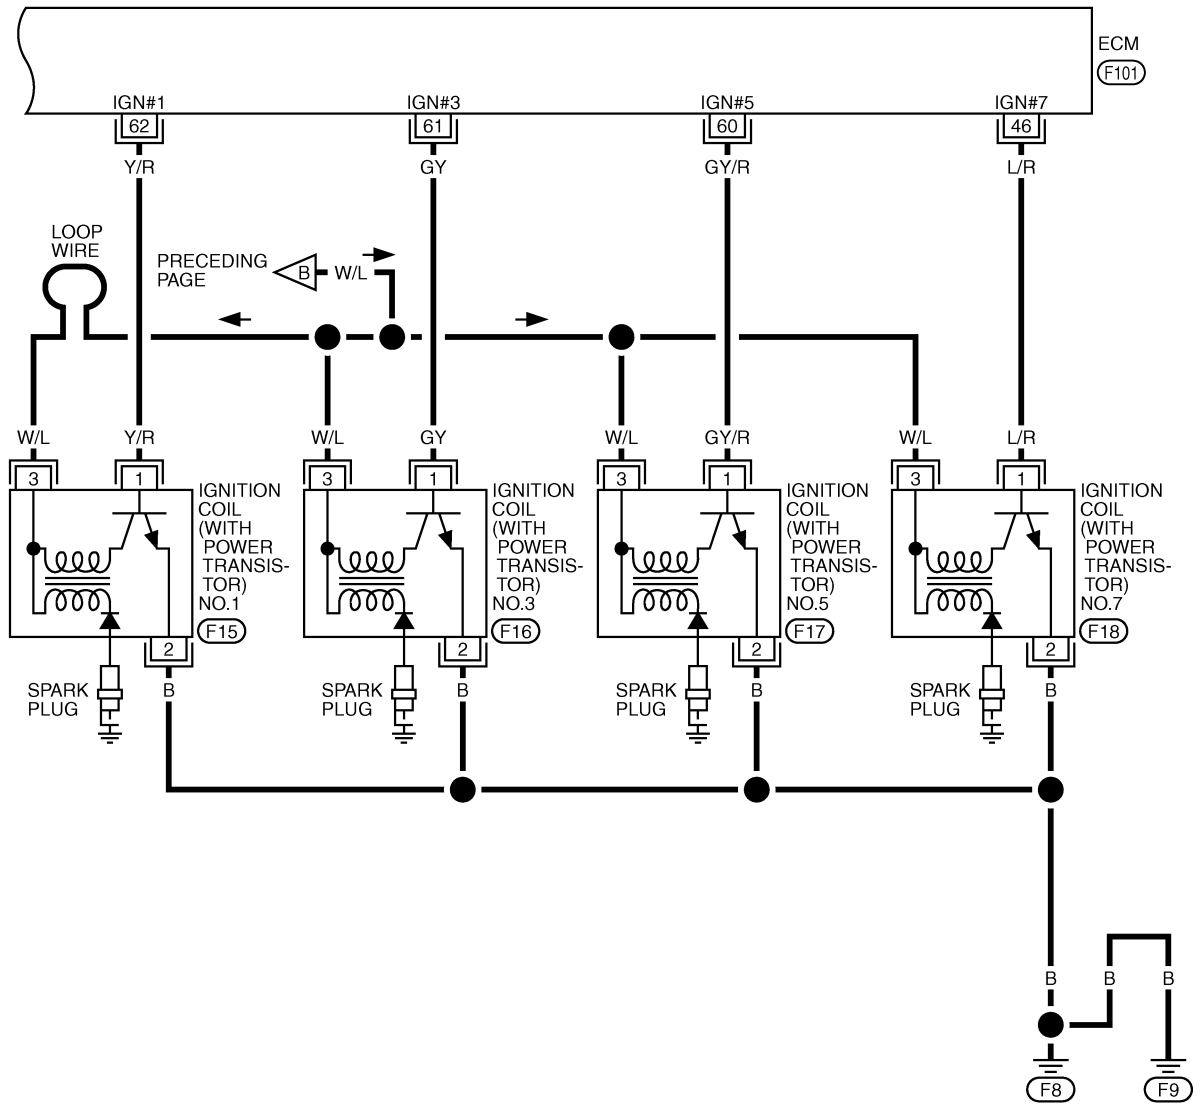 ECM
F101
IGN#1
IGN#3
IGN#5
IGN#7
62
61
60
46
Y/R
GY
GY/R
L/R
LOOP
WIRE
PRECEDING
PAGE
B
W/L
W/L
Y/R
W/L
GY
W/L
GY/R
W/L
L/R
3
1
3
1
3
1
3
1
IGNITION
COIL
(WITH
POWER
TRANSIS-
TOR)
NO.1
F15
IGNITION
COIL
(WITH
POWER
TRANSIS-
TOR)
NO.3
F16
IGNITION
COIL
(WITH
POWER
TRANSIS-
TOR)
NO.5
F17
IGNITION
COIL
(WITH
POWER
TRANSIS-
TOR)
NO.7
F18
2
2
2
2
SPARK
PLUG
B
SPARK
PLUG
B
SPARK
PLUG
B
SPARK
PLUG
B
B
B
B
F8
F9